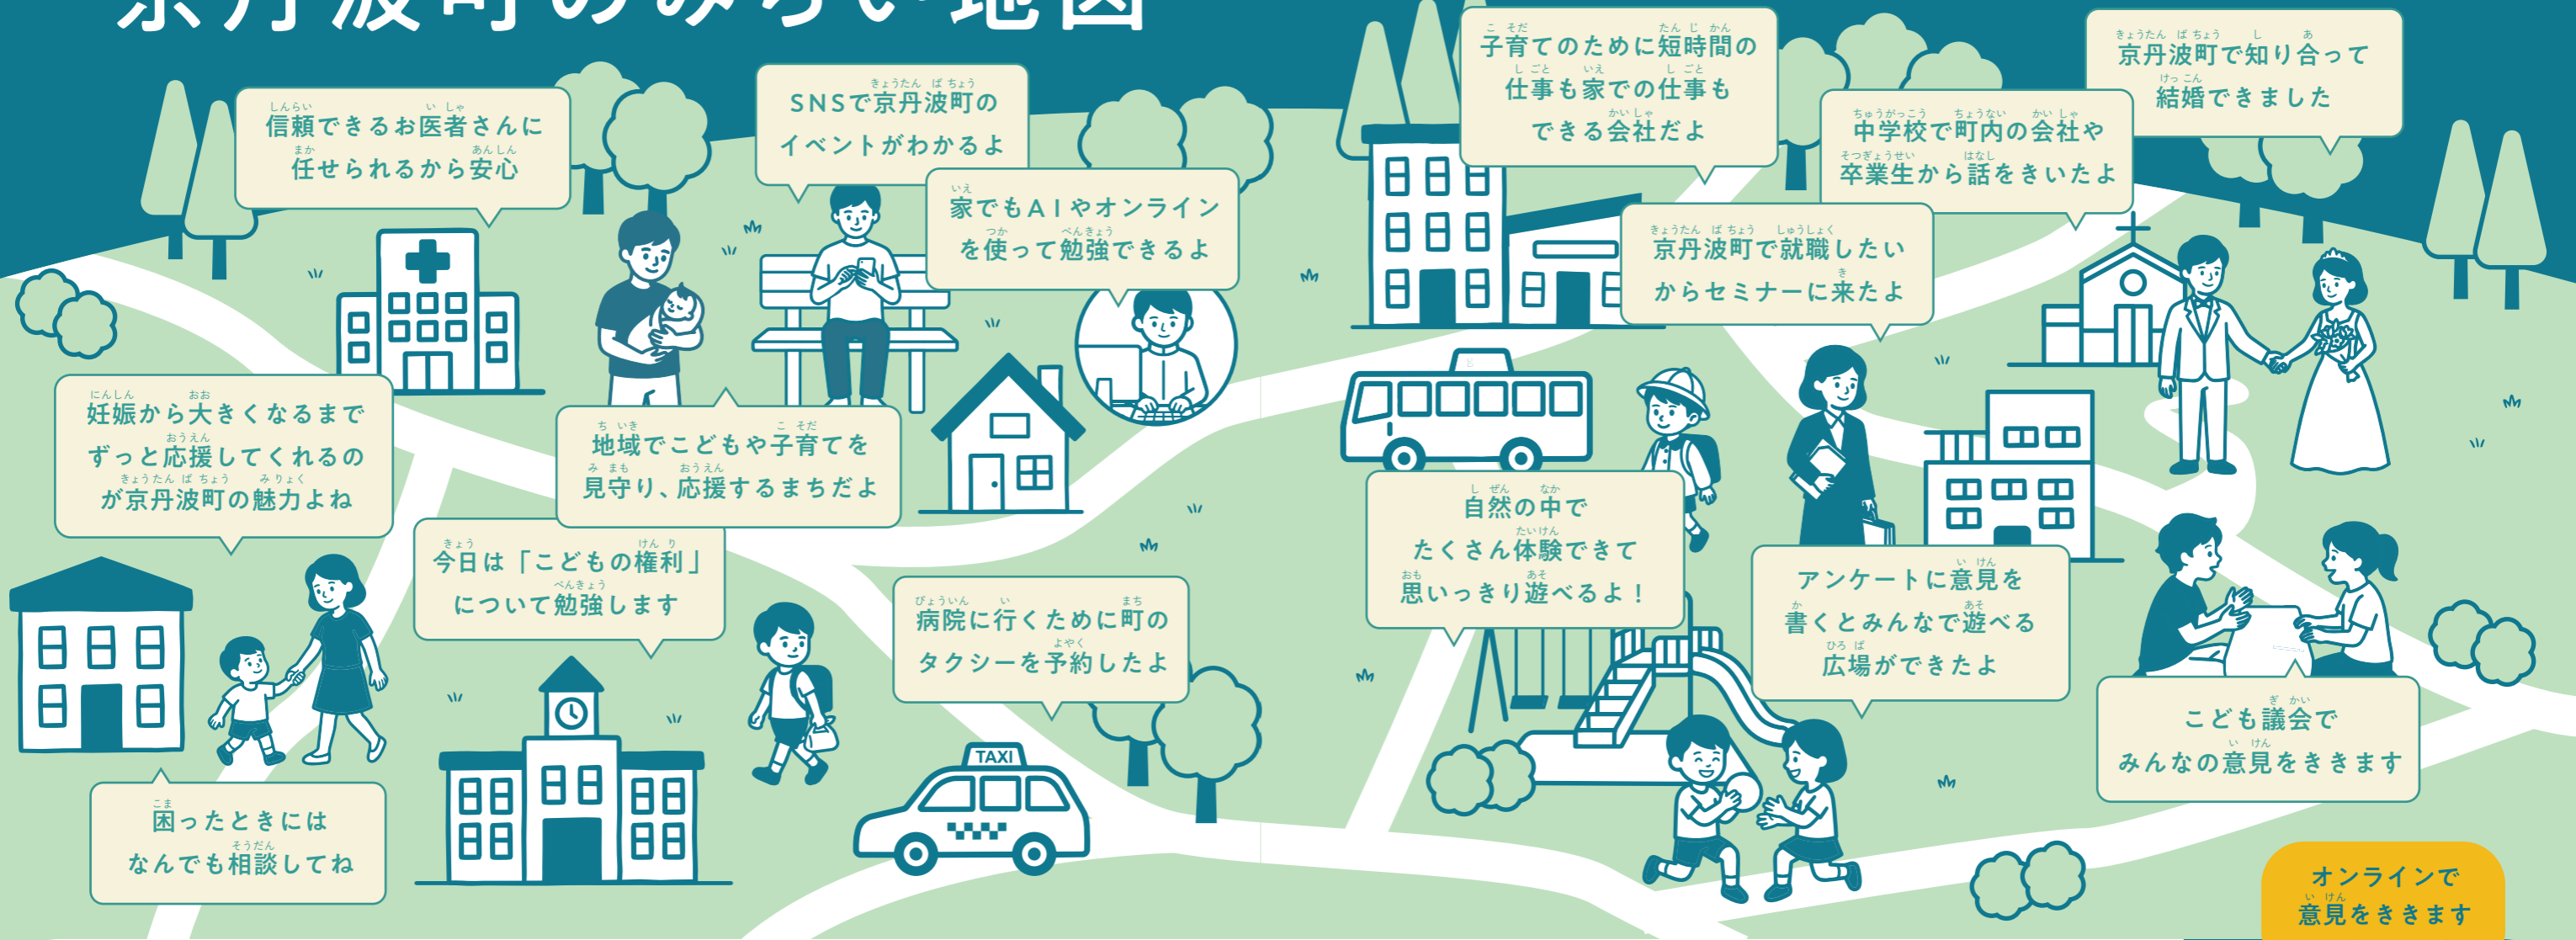 京丹波町のみらい地図
信頼できるお医者さんに
任せられるから安心
SNSで京丹波町の
イベントがわかるよ
家でもAIやオンライン
を使って勉強できるよ
子育てのために短時間の
仕事も家での仕事も
できる会社だよ
中学校で町内の会社や
卒業生から話をきいたよ
京丹波町で知り合って
結婚できました
京丹波町で就職したい
からセミナーに来たよ
妊娠から大きくなるまで
ずっと応援してくれるの
が京丹波町の魅力よね
地域でこどもや子育てを
見守り、応援するまちだよ
今日は「こどもの権利」
について勉強します
病院に行くために町の
タクシーを予約したよ
自然の中で
たくさん体験できて
思いっきり遊べるよ！
アンケートに意見を
書くとみんなで遊べる
広場ができたよ
こども議会で
みんなの意見をききます
困ったときには
なんでも相談してね
TAXI
オンラインで
意見をききます